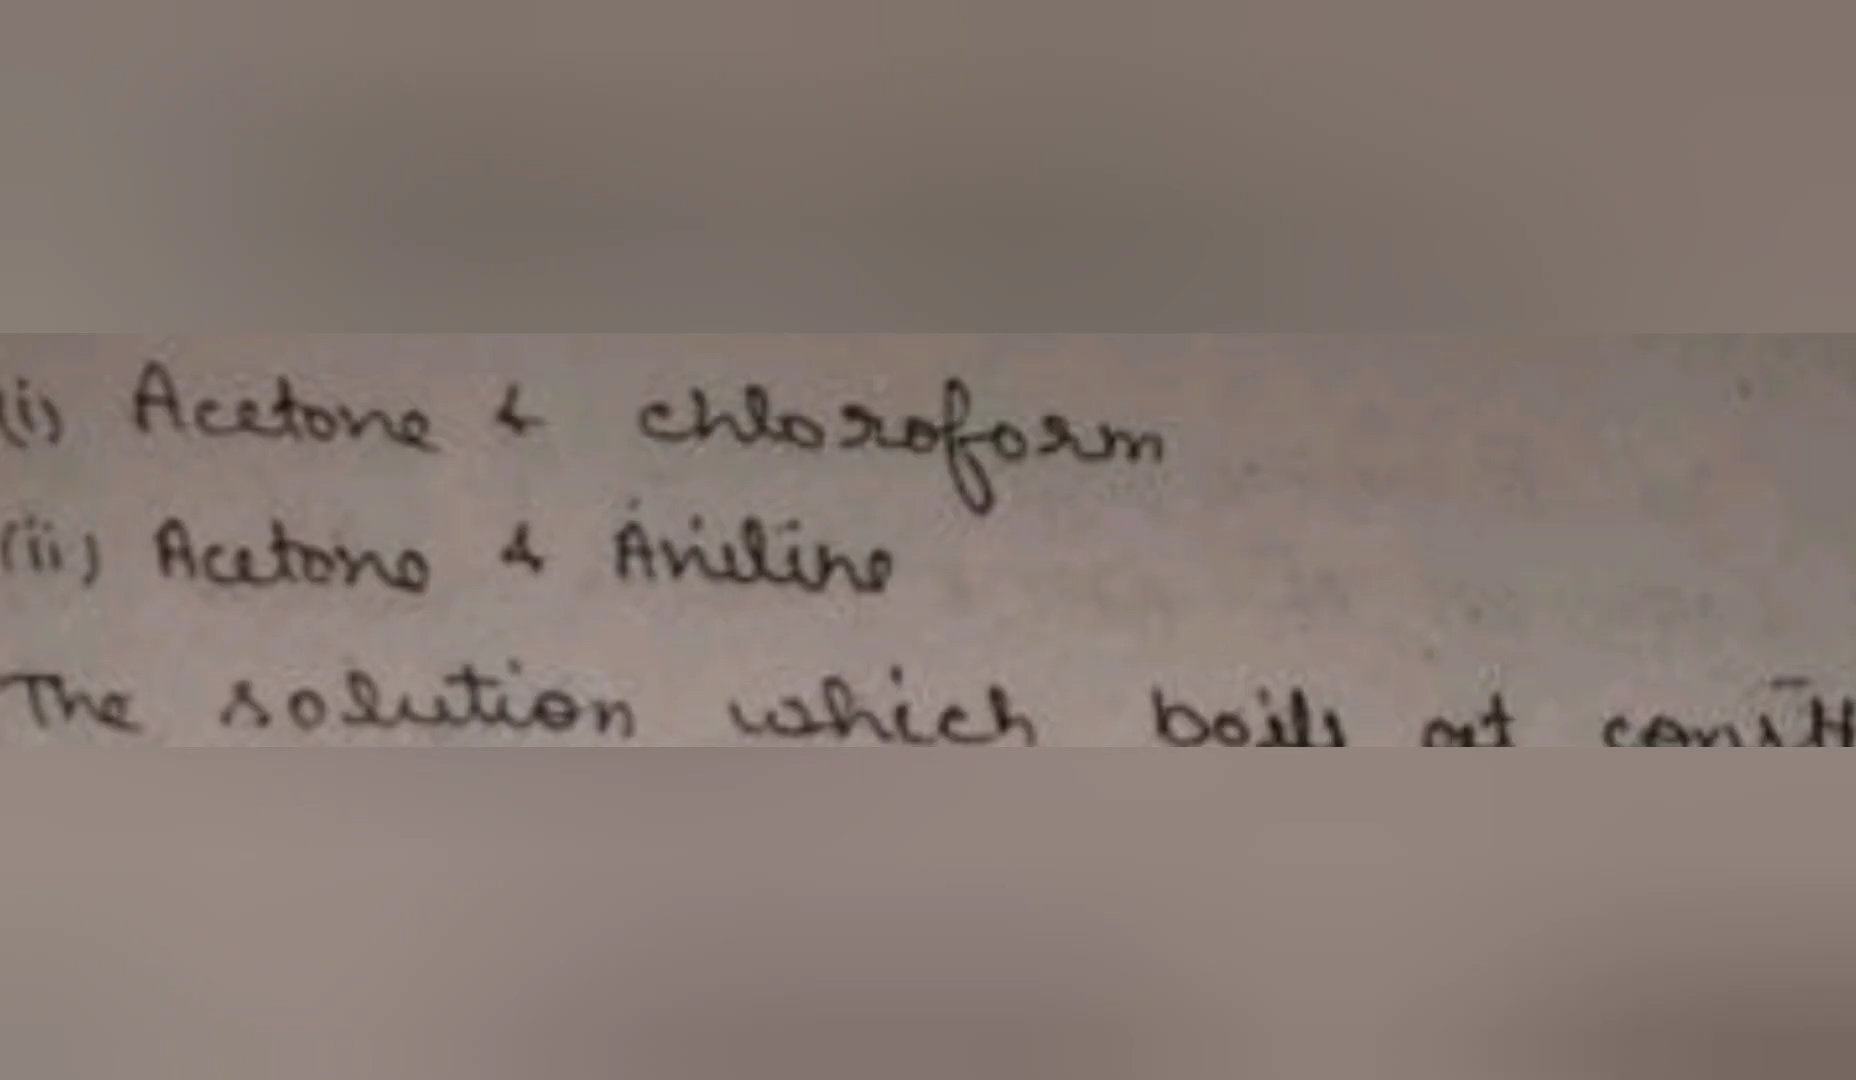 (i) Acetone & chloroform
(ii) Acetone & Aniline
The solution which boils at